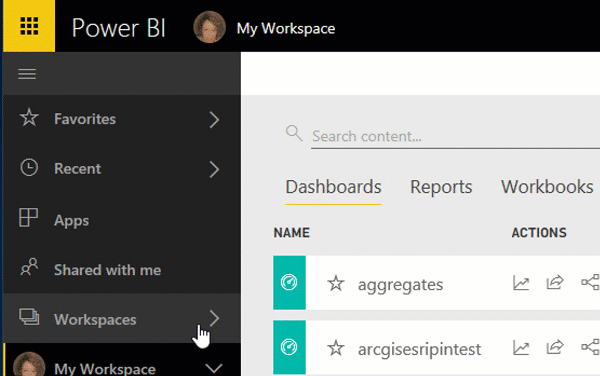 Power BI My Workspace
Favorites
Recent
Apps
Shared with me
Workspaces
My Workspace
Search content...
Dashboards Reports Workbooks
NAME ACTIONS
aggregates
arcgisesripintest